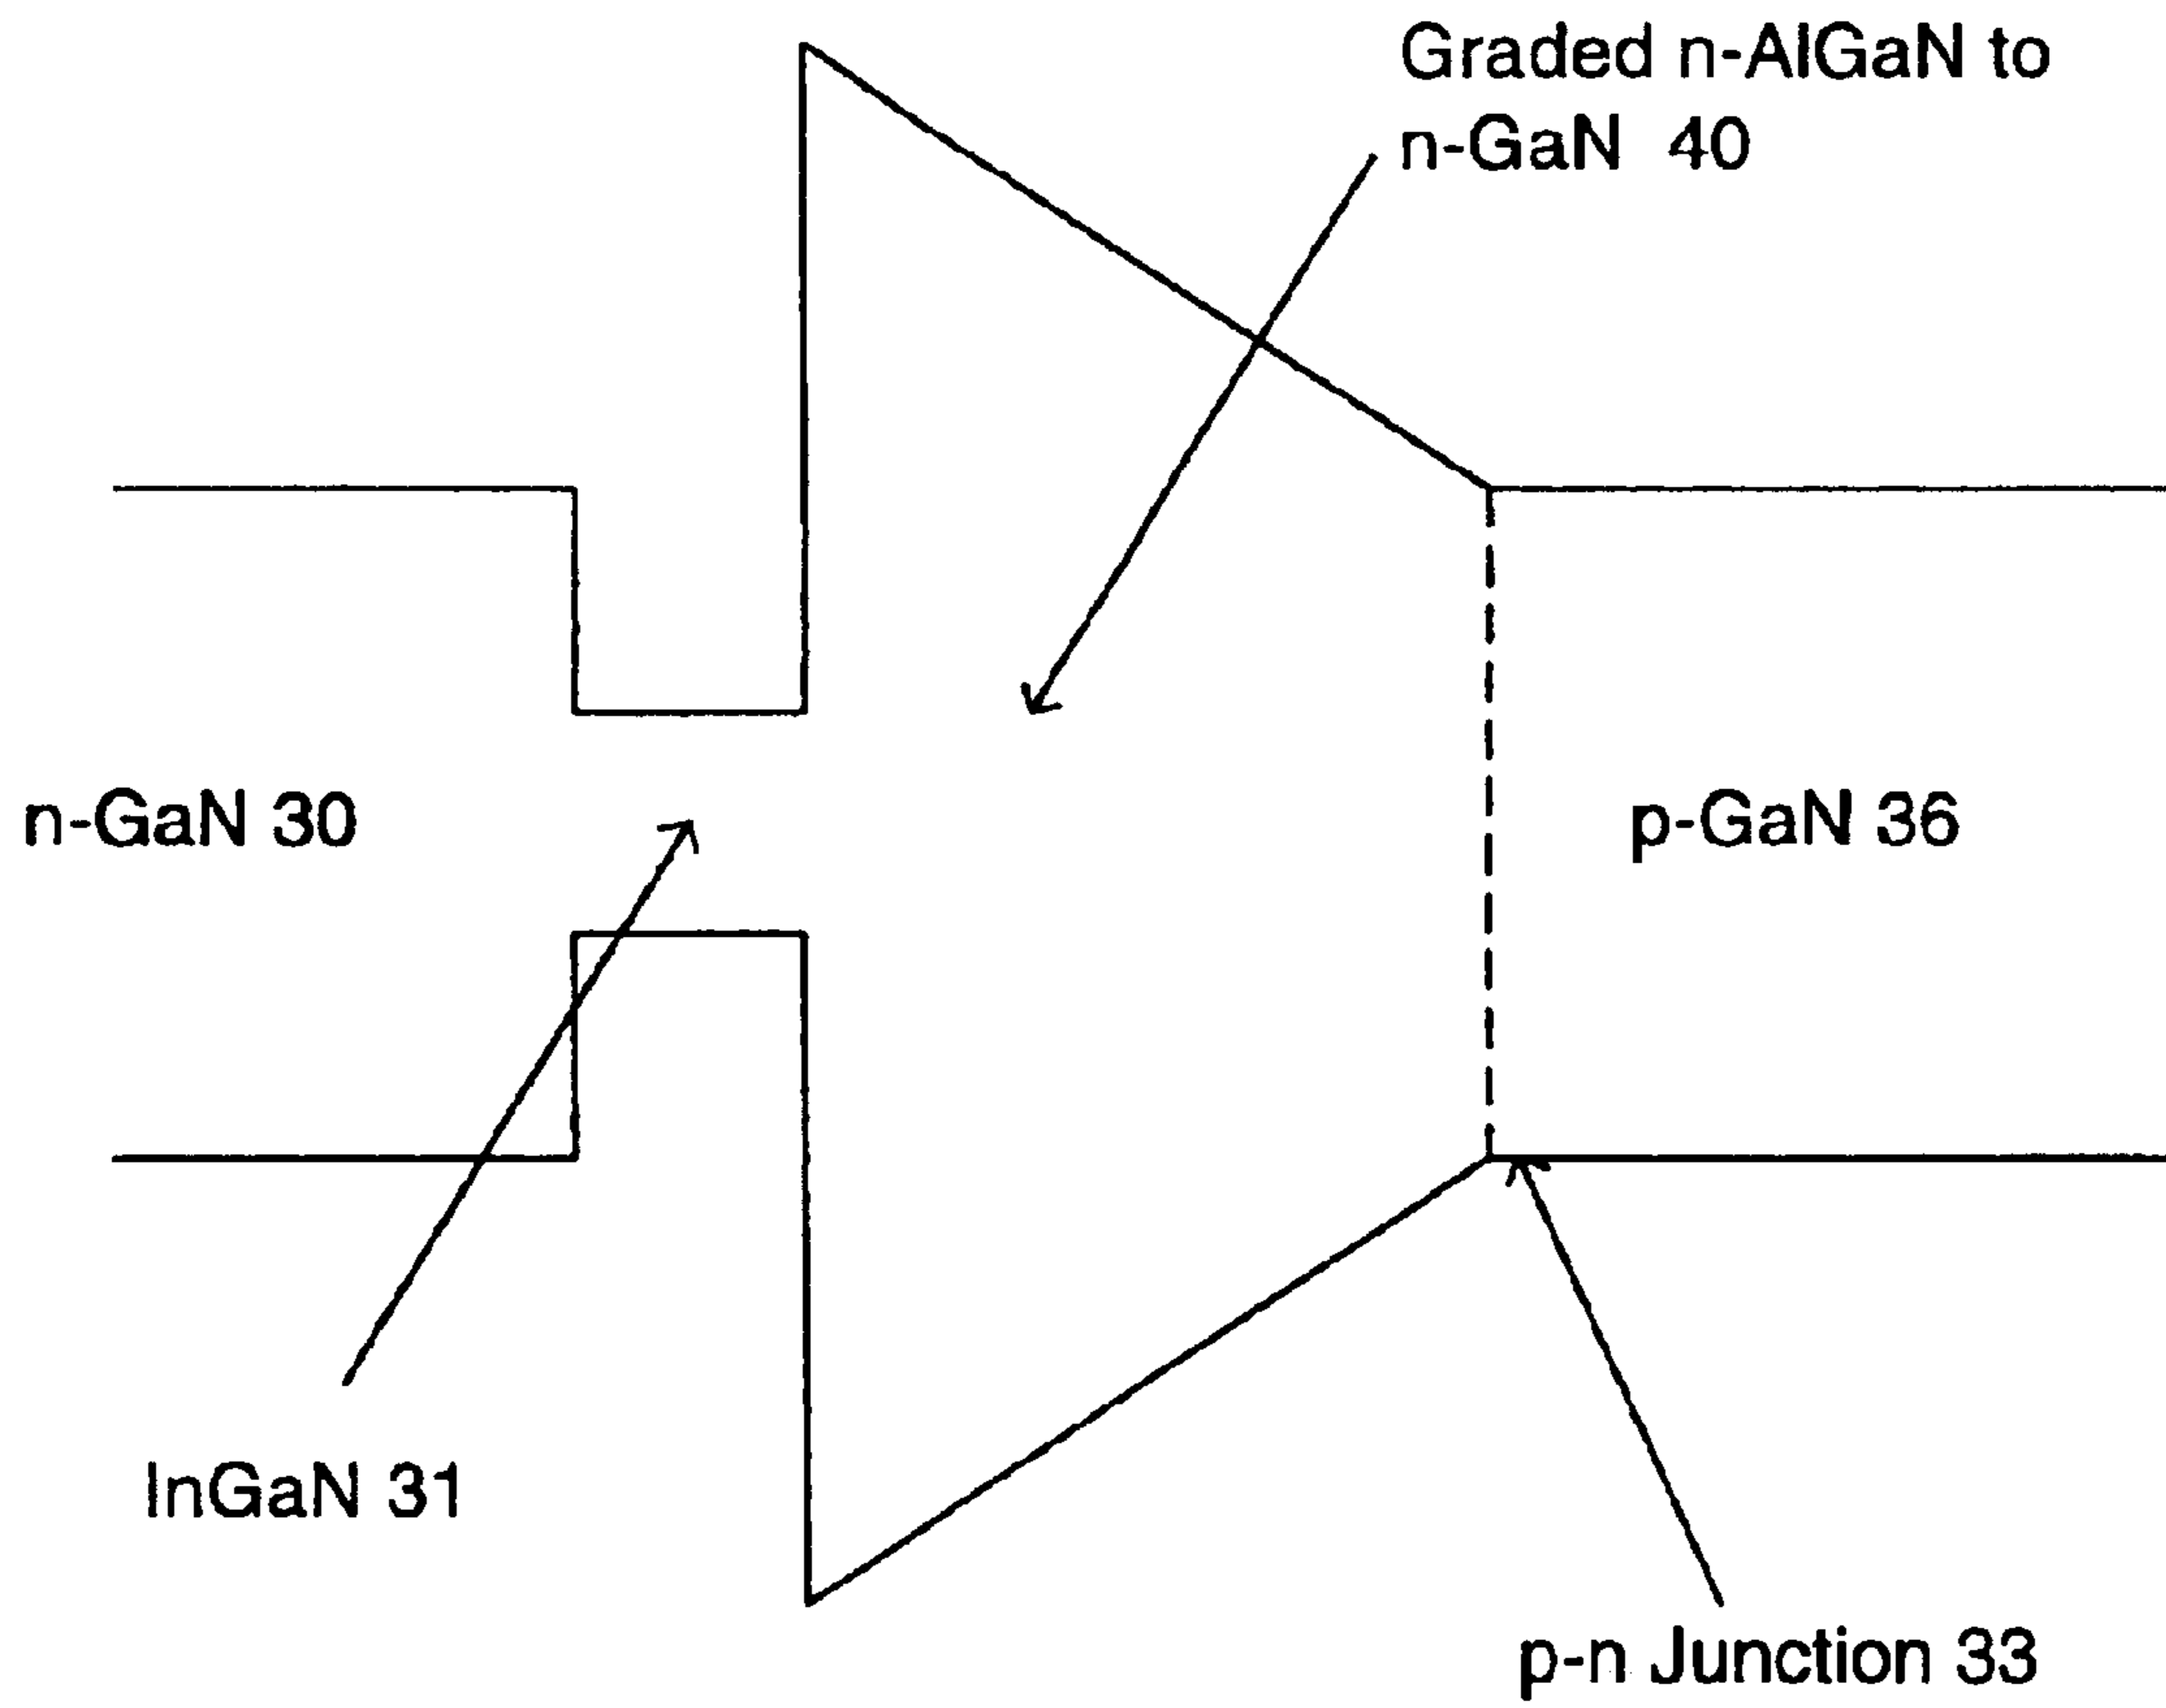 Graded n-AlGaN to
n-GaN 40
n-GaN 30
p-GaN 36
InGaN 31
p-n Junction 33